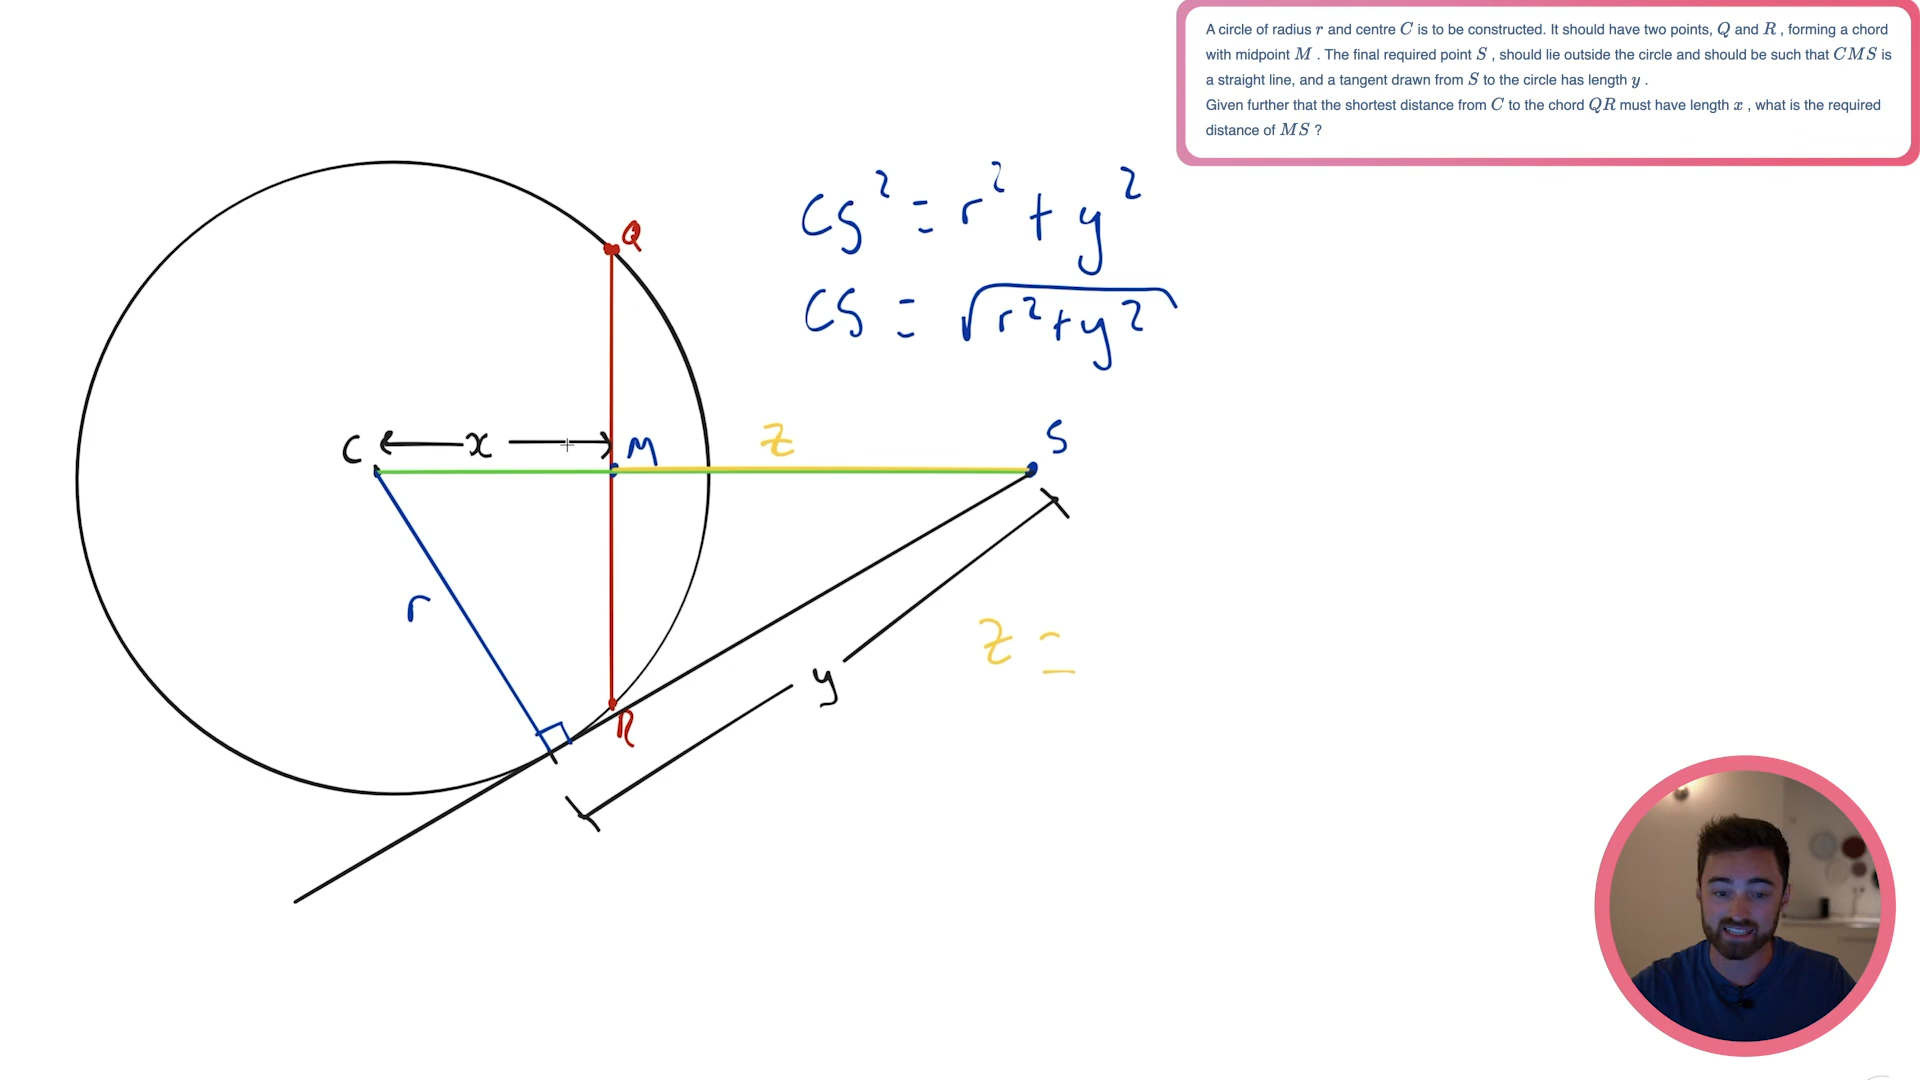 A circle of radius r and centre C is to be constructed. It should have two points, Q and R , forming a chord
with midpoint M . The final required point S , should lie outside the circle and should be such that CMS is
a straight line, and a tangent drawn from S to the circle has length y .
Given further that the shortest distance from C to the chord QR must have length x , what is the required
distance of MS ?
CS² = r² + y²
CS = √(r²+y²)
Q
C
x
M
z
S
r
z =
y
R